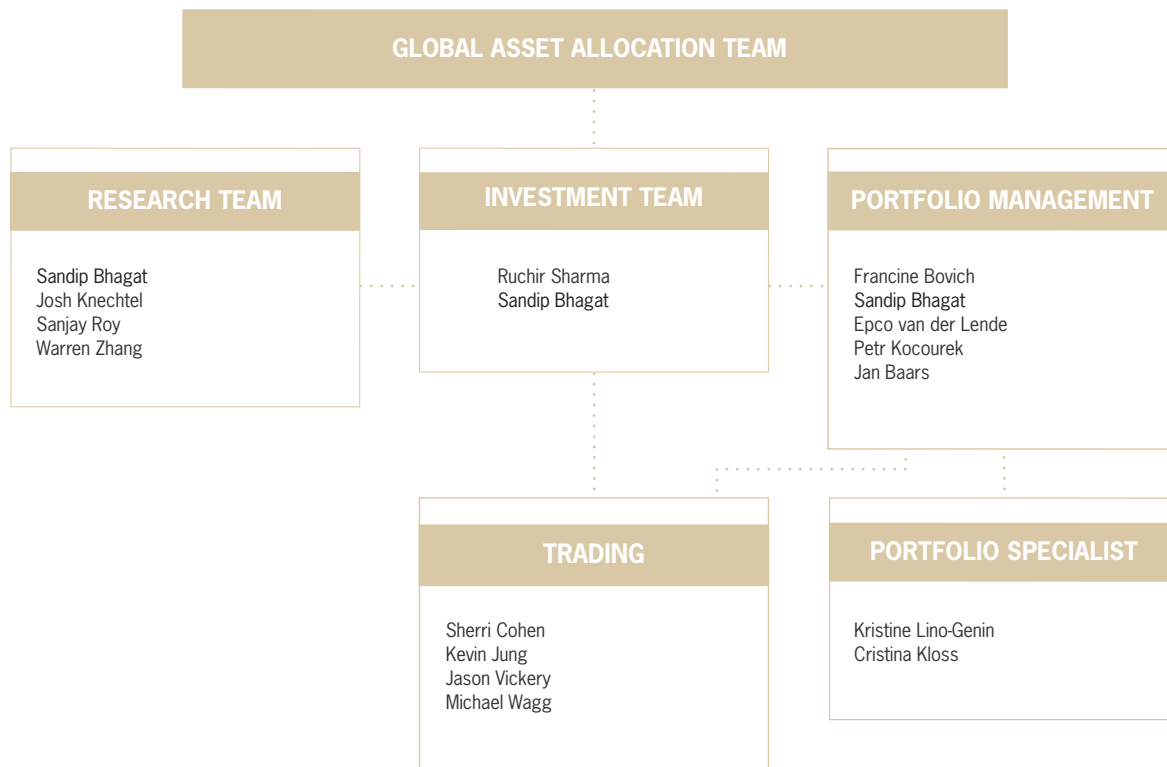 GLOBAL ASSET ALLOCATION TEAM
RESEARCH TEAM
Sandip Bhagat
Josh Knechtel
Sanjay Roy
Warren Zhang
INVESTMENT TEAM
Ruchir Sharma
Sandip Bhagat
PORTFOLIO MANAGEMENT
Francine Bovich
Sandip Bhagat
Epco van der Lende
Petr Kocourek
Jan Baars
TRADING
Sherri Cohen
Kevin Jung
Jason Vickery
Michael Wagg
PORTFOLIO SPECIALIST
Kristine Lino-Genin
Cristina Kloss